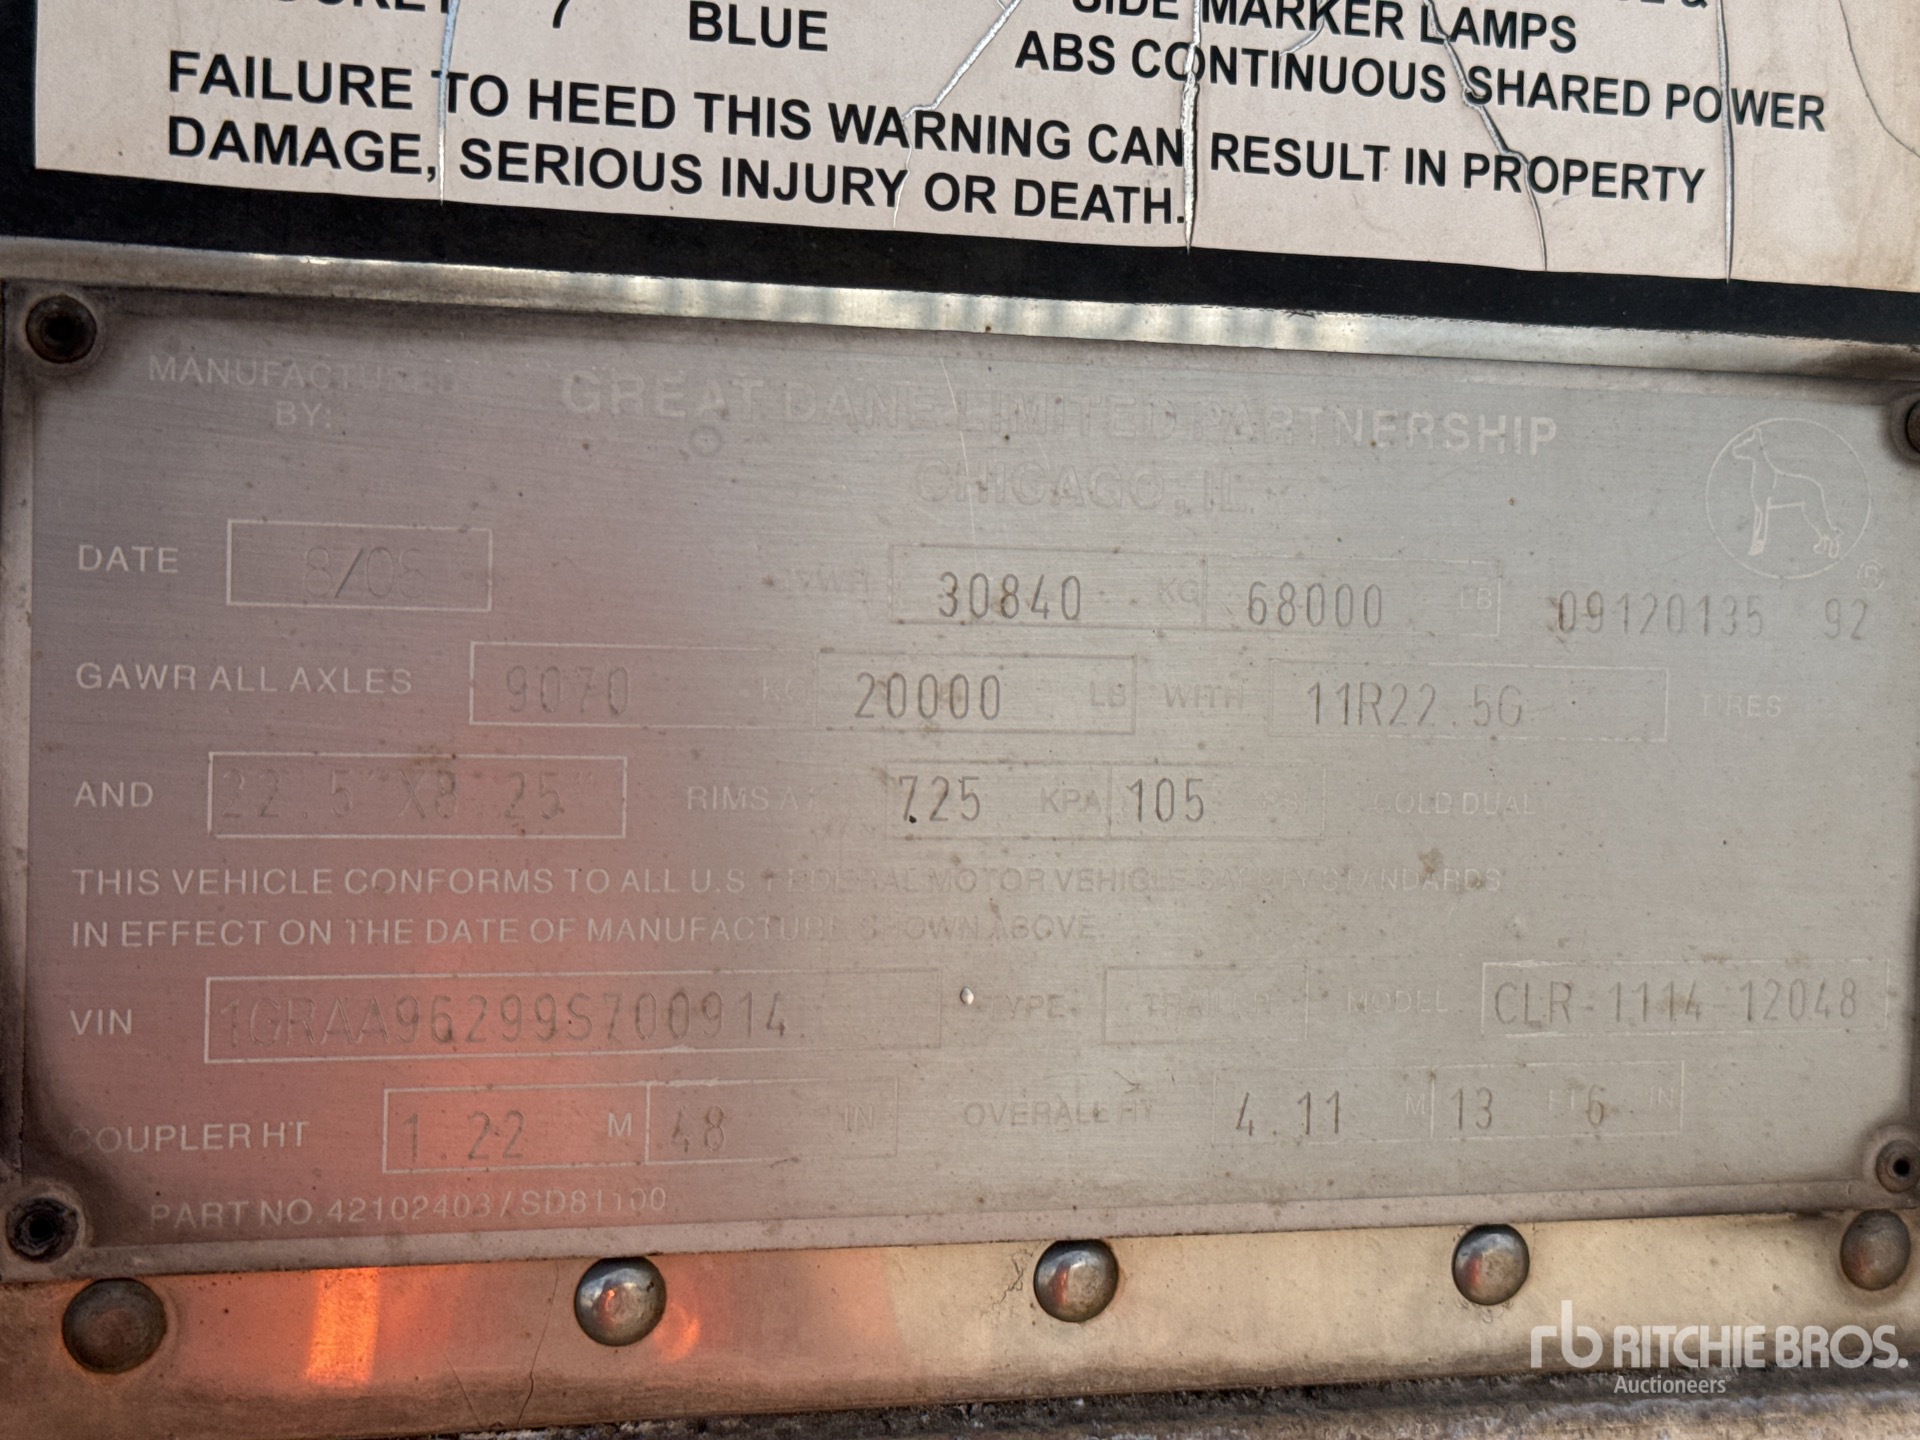 7 BLUE
SIDE MARKER LAMPS
ABS CONTINUOUS SHARED POWER
FAILURE TO HEED THIS WARNING CAN RESULT IN PROPERTY
DAMAGE, SERIOUS INJURY OR DEATH.
MANUFACTURED BY: GREAT DANE LIMITED PARTNERSHIP
CHICAGO, IL.
DATE 8/08 GVWR 30840 KG 68000 LB 09120135 92
GAWR ALL AXLES 9070 KG 20000 LB WITH 11R22.5G TIRES
AND 22.5"X8.25" RIMS AT 725 KPA 105 PSI COLD DUAL
THIS VEHICLE CONFORMS TO ALL U.S. FEDERAL MOTOR VEHICLE SAFETY STANDARDS
IN EFFECT ON THE DATE OF MANUFACTURE SHOWN ABOVE.
VIN 1GRAA96299S700914 TYPE TRAILER MODEL CLR-1114-12048
COUPLER HT 1.22 M 48 IN OVERALL HT 4.11 M 13 FT 6 IN
PART NO. 42102403/SD81100
©
rb RITCHIE BROS.
Auctioneers